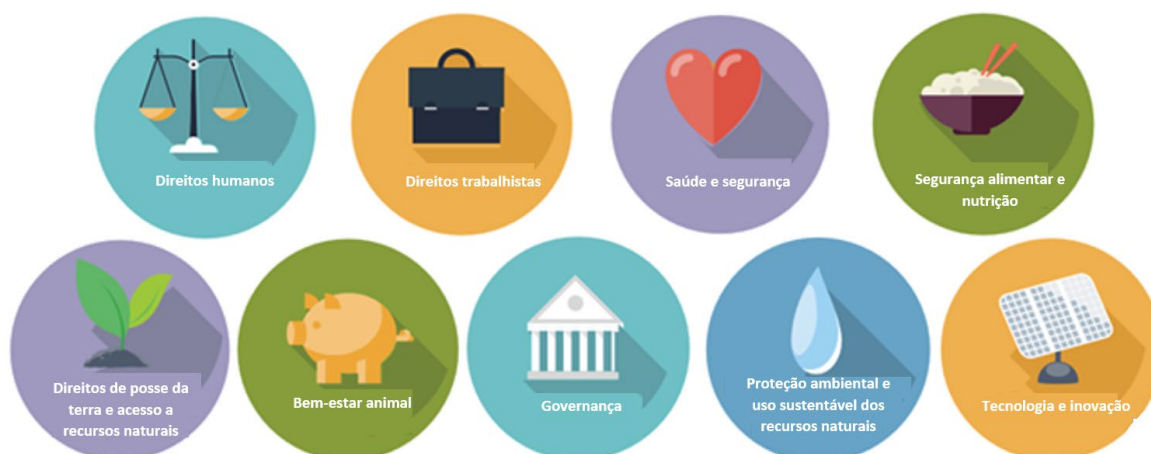 Direitos humanos
Direitos trabalhistas
Saúde e segurança
Segurança alimentar e
nutrição
Direitos de posse da
terra e acesso a
recursos naturais
Bem-estar animal
Governança
Proteção ambiental e
uso sustentável dos
recursos naturais
Tecnologia e inovação